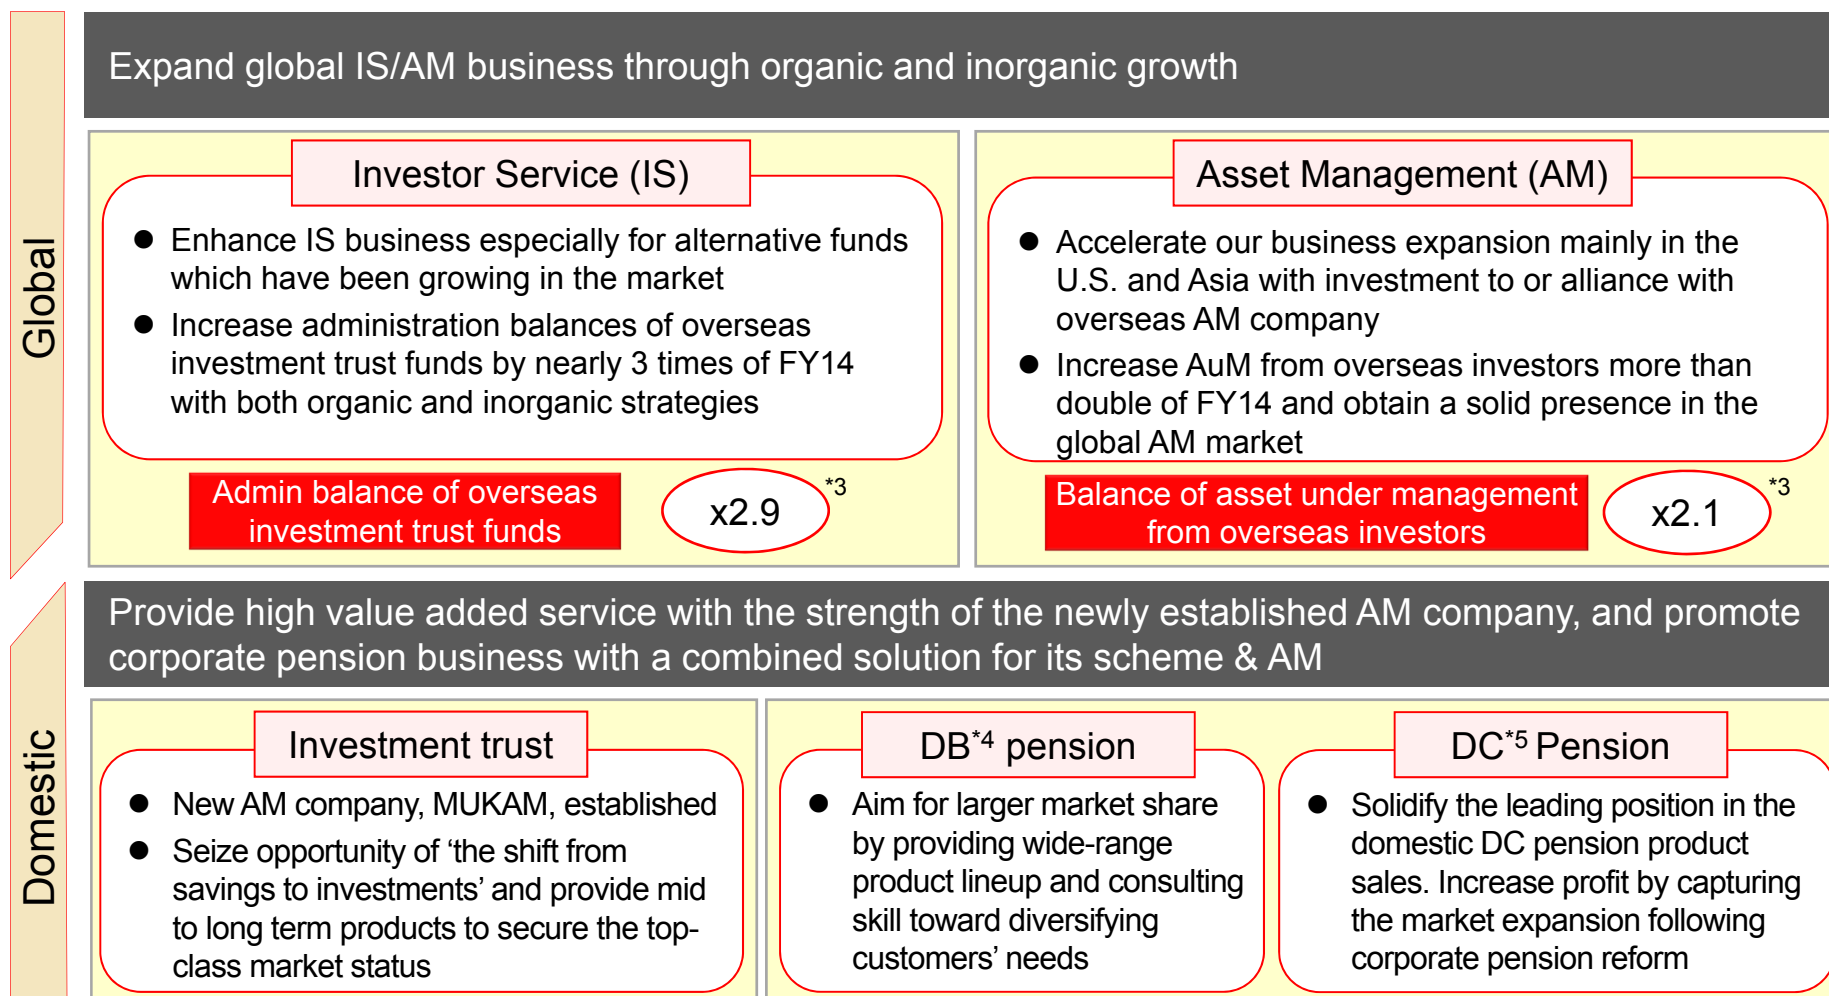 Global
Expand global IS/AM business through organic and inorganic growth
Investor Service (IS)
● Enhance IS business especially for alternative funds
which have been growing in the market
● Increase administration balances of overseas
investment trust funds by nearly 3 times of FY14
with both organic and inorganic strategies
Admin balance of overseas
investment trust funds
x2.9 *3
Asset Management (AM)
● Accelerate our business expansion mainly in the
U.S. and Asia with investment to or alliance with
overseas AM company
● Increase AuM from overseas investors more than
double of FY14 and obtain a solid presence in the
global AM market
Balance of asset under management
from overseas investors
x2.1 *3
Domestic
Provide high value added service with the strength of the newly established AM company, and promote
corporate pension business with a combined solution for its scheme & AM
Investment trust
● New AM company, MUKAM, established
● Seize opportunity of ‘the shift from
savings to investments’ and provide mid
to long term products to secure the top-
class market status
DB*4 pension
● Aim for larger market share
by providing wide-range
product lineup and consulting
skill toward diversifying
customers’ needs
DC*5 Pension
● Solidify the leading position in the
domestic DC pension product
sales. Increase profit by capturing
the market expansion following
corporate pension reform